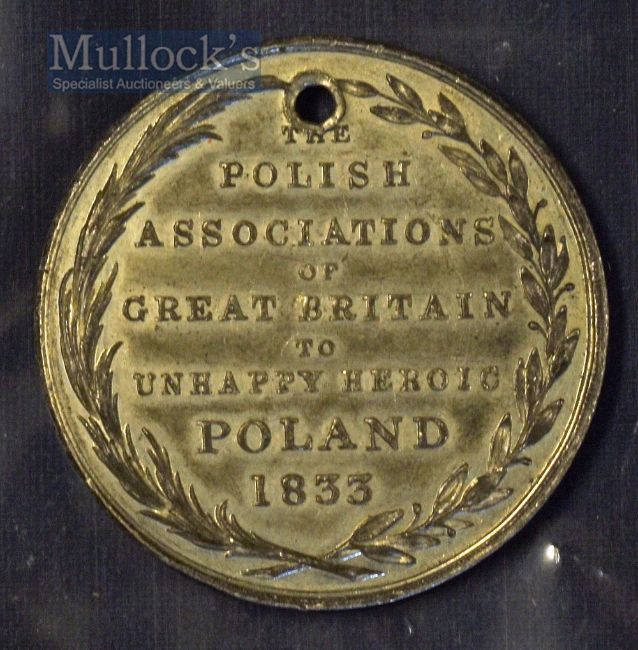 Mullock's
Specialist Auctioneers & Valuers
THE
POLISH
ASSOCIATIONS
OF
GREAT BRITAIN
TO
UNHAPPY HEROIC
POLAND
1833